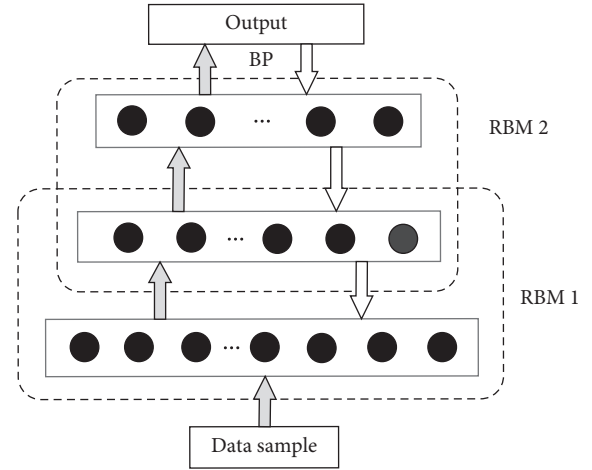 Output
BP
...
RBM 2
...
RBM 1
...
Data sample